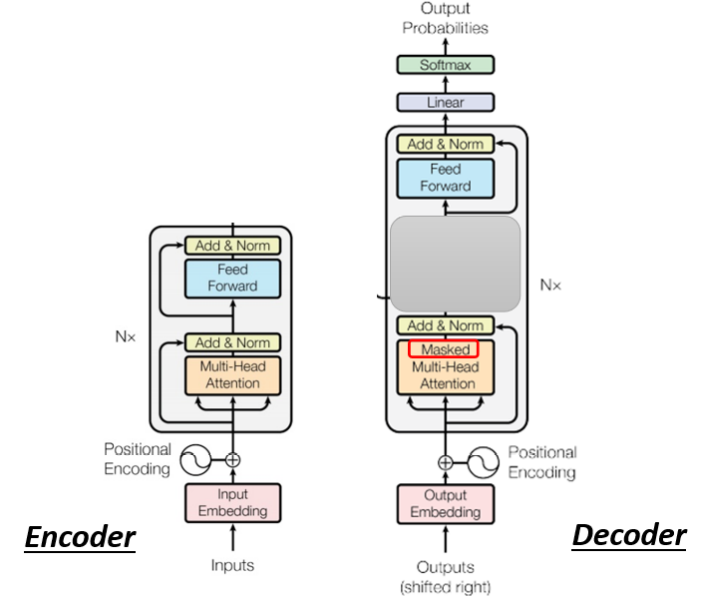 Output
Probabilities
Softmax
Linear
Add & Norm
Feed
Forward
Add & Norm
Masked
Multi-Head
Attention
Nx
Positional
Encoding
Output
Embedding
Outputs
(shifted right)
Decoder
Add & Norm
Feed
Forward
Add & Norm
Multi-Head
Attention
Nx
Positional
Encoding
Input
Embedding
Inputs
Encoder